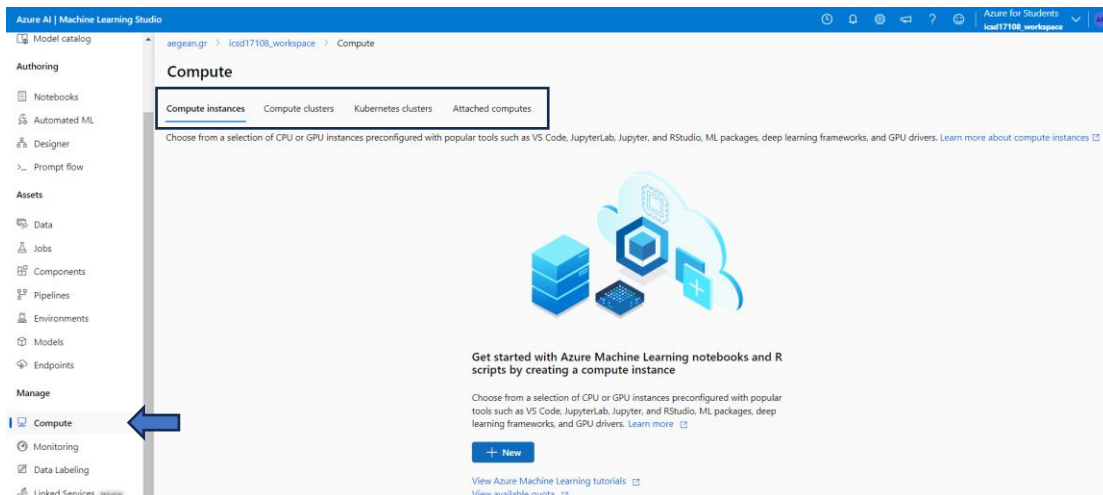 Azure AI | Machine Learning Studio
Azure for Students
icsd17108_workspace
Model catalog
Authoring
Notebooks
Automated ML
Designer
Prompt flow
Assets
Data
Jobs
Components
Pipelines
Environments
Models
Endpoints
Manage
Compute
Monitoring
Data Labeling
Linked Services
aegean.gr > icsd17108_workspace > Compute
Compute
Compute instances Compute clusters Kubernetes clusters Attached computes
Choose from a selection of CPU or GPU instances preconfigured with popular tools such as VS Code, JupyterLab, Jupyter, and RStudio, ML packages, deep learning frameworks, and GPU drivers. Learn more about compute instances
Get started with Azure Machine Learning notebooks and R
scripts by creating a compute instance
Choose from a selection of CPU or GPU instances preconfigured with popular
tools such as VS Code, JupyterLab, Jupyter, and RStudio, ML packages, deep
learning frameworks, and GPU drivers. Learn more
+ New
View Azure Machine Learning tutorials
View available quota